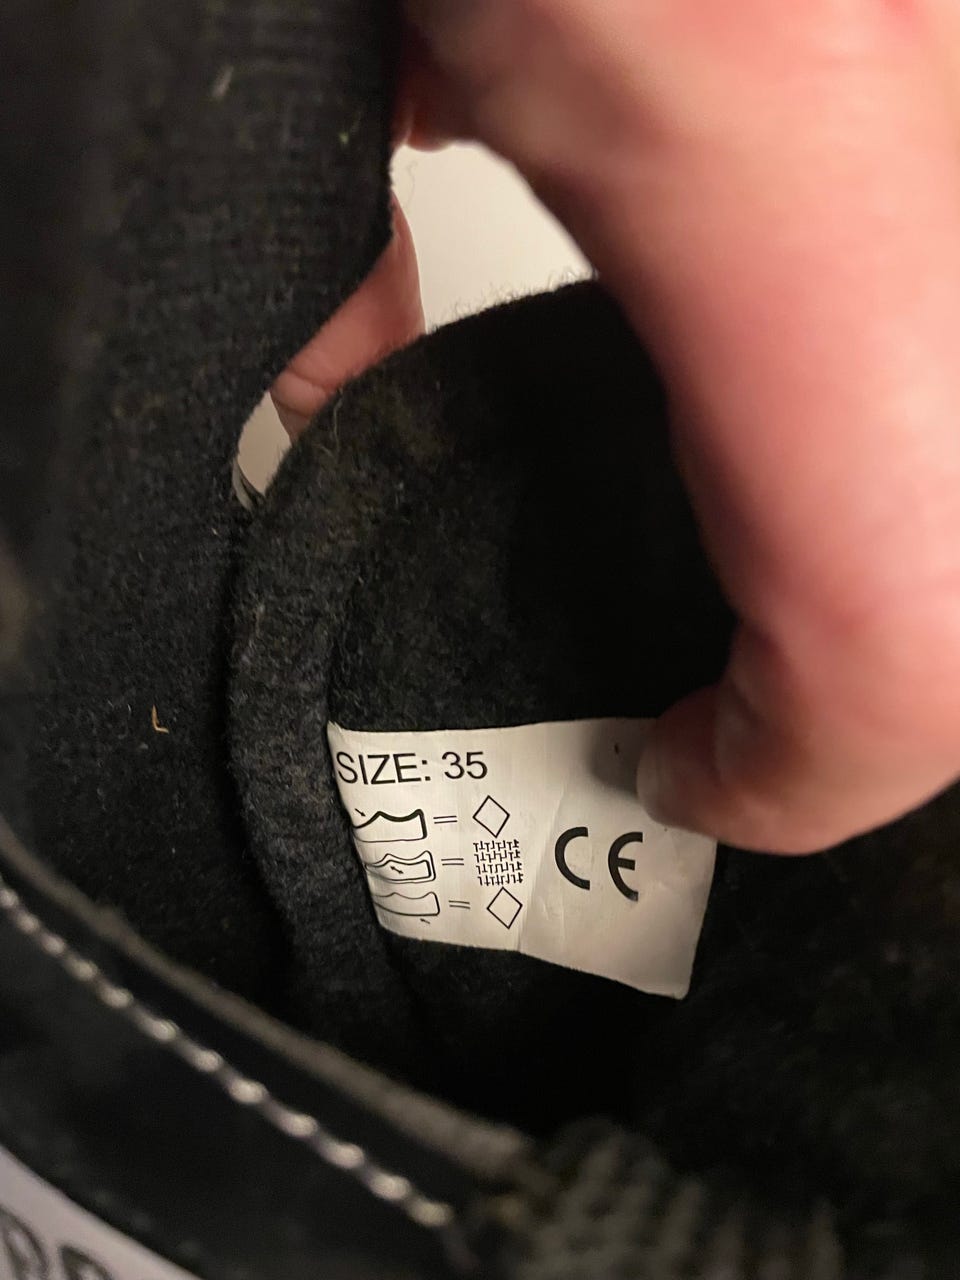 SIZE: 35
=
=
CE
=